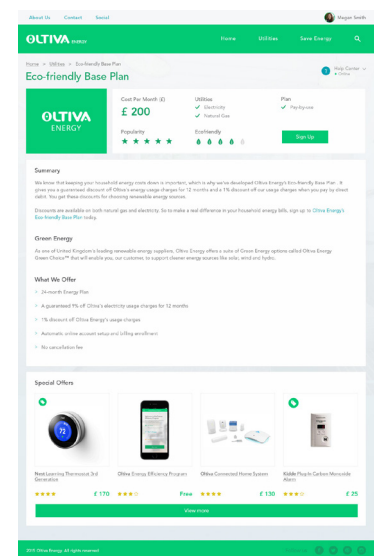 About Us Contact Social
Megan Smith
OLTIVA ENERGY
Home Utilities Save Energy
Home > Utilities > Eco-friendly Base Plan
Eco-friendly Base Plan
Help Center
Online
OLTIVA
ENERGY
Cost Per Month (£)
£ 200
Utilities
Electricity
Natural Gas
Plan
Pay-by-use
Popularity
Ecofriendly
Sign Up
Summary
We know that keeping your household energy costs down is important, which is why we've developed Oltiva Energy's Eco-friendly Base Plan. It
gives you a guaranteed discount off Oltiva's energy usage charges for 12 months and a 1% discount off our usage charges when you pay by direct
debit. You get these discounts for choosing renewable energy sources.
Discounts are available on both natural gas and electricity. So to make a real difference in your household energy bills, sign up to Oltiva Energy's
Eco-friendly Base Plan today.
Green Energy
As one of United Kingdom's leading renewable energy suppliers, Oltiva Energy offers a suite of Green Energy options called Oltiva Energy
Green Choice™ that will enable you, our customer, to support cleaner energy sources like solar, wind and hydro.
What We Offer
24-month Energy Plan
A guaranteed 9% off Oltiva's electricity usage charges for 12 months
1% discount off Oltiva Energy's usage charges
Automatic online account setup and billing enrollment
No cancellation fee
Special Offers
72
Nest Learning Thermostat 3rd
Generation
£ 170
Oltiva Energy Efficiency Program
Free
Oltiva Connected Home System
£ 130
Kidde Plug-In Carbon Monoxide
Alarm
£ 25
View more
Oltiva Energy. All rights reserved